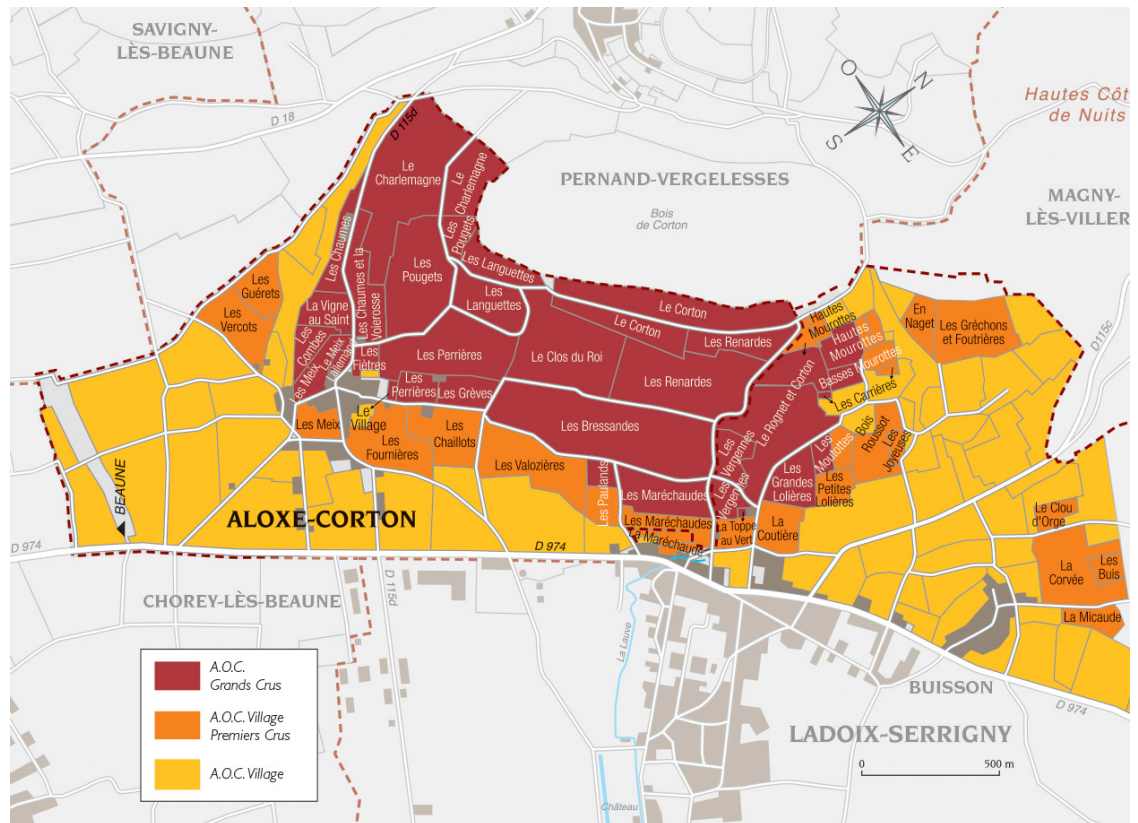 SAVIGNY-
LÈS-BEAUNE
D 18
D 115d
O
N
S
E
Hautes Côt
de Nuits
PERNAND-VERGELESSES
Bois
de Corton
MAGNY-
LÈS-VILLER
D 115c
Le
Charlemagne
Le Charlemagne
Les
Pougets
Les
Pougets
Les Languettes
Les
Languettes
Le Corton
Le Corton
Les Renardes
Les Renardes
Les Chaumes
Les Chaumes et la
Voierosse
Les
Guérets
Les
Vercots
La Vigne
au Saint
Les
Combes
Les Meix
Le Meix
Lallemant
Les
Fiètres
Les Perrières
Le Clos du Roi
Les
Perrières
Les Grèves
Les Bressandes
Hautes
Mourottes
Hautes
Mourottes
Basses Mourottes
Les Carrières
En
Naget
Les Gréchons
et Foutrières
Le Rognet et Corton
Bois
Roussot
Les
Joyeuses
Les
Moutottes
Les Vergennes
Les
Vergennes
Les
Grandes
Lolières
Les
Petites
Lolières
Les Meix
Le
Village
Les
Fournières
Les
Chaillots
Les Valozières
Les Paulands
Les Maréchaudes
Les Maréchaudes
La Maréchaude
La Toppe
au Vert
La
Coutière
Le Clou
d'Orge
La
Corvée
Les
Buis
La Micaude
BEAUNE
ALOXE-CORTON
D 974
D 974
D 974
CHOREY-LÈS-BEAUNE
D 115d
La Lauve
Château
BUISSON
LADOIX-SERRIGNY
0
500 m
A.O.C.
Grands Crus
A.O.C. Village
Premiers Crus
A.O.C. Village